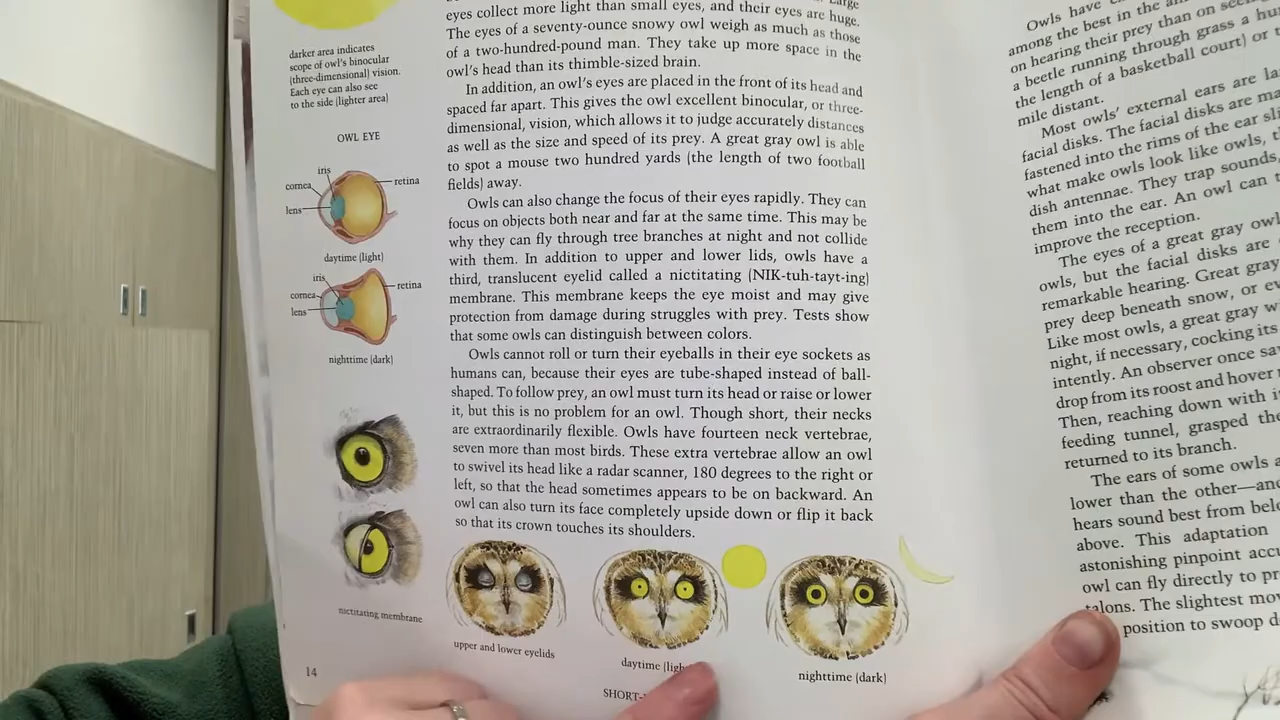 darker area indicates
scope of owl's binocular
(three-dimensional) vision.
Each eye can also see
to the side (lighter area)
OWL EYE
iris
cornea
retina
lens
daytime (light)
iris
cornea
retina
lens
nighttime (dark)
nictitating membrane
14
Large
eyes collect more light than small eyes, and their eyes are huge.
The eyes of a seventy-ounce snowy owl weigh as much as those
of a two-hundred-pound man. They take up more space in the
owl's head than its thimble-sized brain.
In addition, an owl's eyes are placed in the front of its head and
spaced far apart. This gives the owl excellent binocular, or three-
dimensional, vision, which allows it to judge accurately distances
as well as the size and speed of its prey. A great gray owl is able
to spot a mouse two hundred yards (the length of two football
fields) away.
Owls can also change the focus of their eyes rapidly. They can
focus on objects both near and far at the same time. This may be
why they can fly through tree branches at night and not collide
with them. In addition to upper and lower lids, owls have a
third, translucent eyelid called a nictitating (NIK-tuh-tayt-ing)
membrane. This membrane keeps the eye moist and may give
protection from damage during struggles with prey. Tests show
that some owls can distinguish between colors.
Owls cannot roll or turn their eyeballs in their eye sockets as
humans can, because their eyes are tube-shaped instead of ball-
shaped. To follow prey, an owl must turn its head or raise or lower
it, but this is no problem for an owl. Though short, their necks
are extraordinarily flexible. Owls have fourteen neck vertebrae,
seven more than most birds. These extra vertebrae allow an owl
to swivel its head like a radar scanner, 180 degrees to the right or
left, so that the head sometimes appears to be on backward. An
owl can also turn its face completely upside down or flip it back
so that its crown touches its shoulders.
upper and lower eyelids
daytime
nighttime (dark)
SHORT-
Owls have
among the best in the
on hearing their prey than on
a beetle running through grass a
the length of a basketball court) or
mile distant.
Most owls' external ears are
facial disks. The facial disks are
fastened into the rims of the ear
what make owls look like owls,
dish antennae. They trap sounds,
them into the ear. An owl can
improve the reception.
The eyes of a great gray
owls, but the facial disks are
remarkable hearing. Great gray
prey deep beneath snow, or
Like most owls, a great gray
night, if necessary, cocking its
intently. An observer once
drop from its roost and hover
Then, reaching down with
feeding tunnel, grasped
returned to its branch.
The ears of some owls
lower than the other—
hears sound best from
above. This adaptation
astonishing pinpoint
owl can fly directly to
talons. The slightest
position to swoop